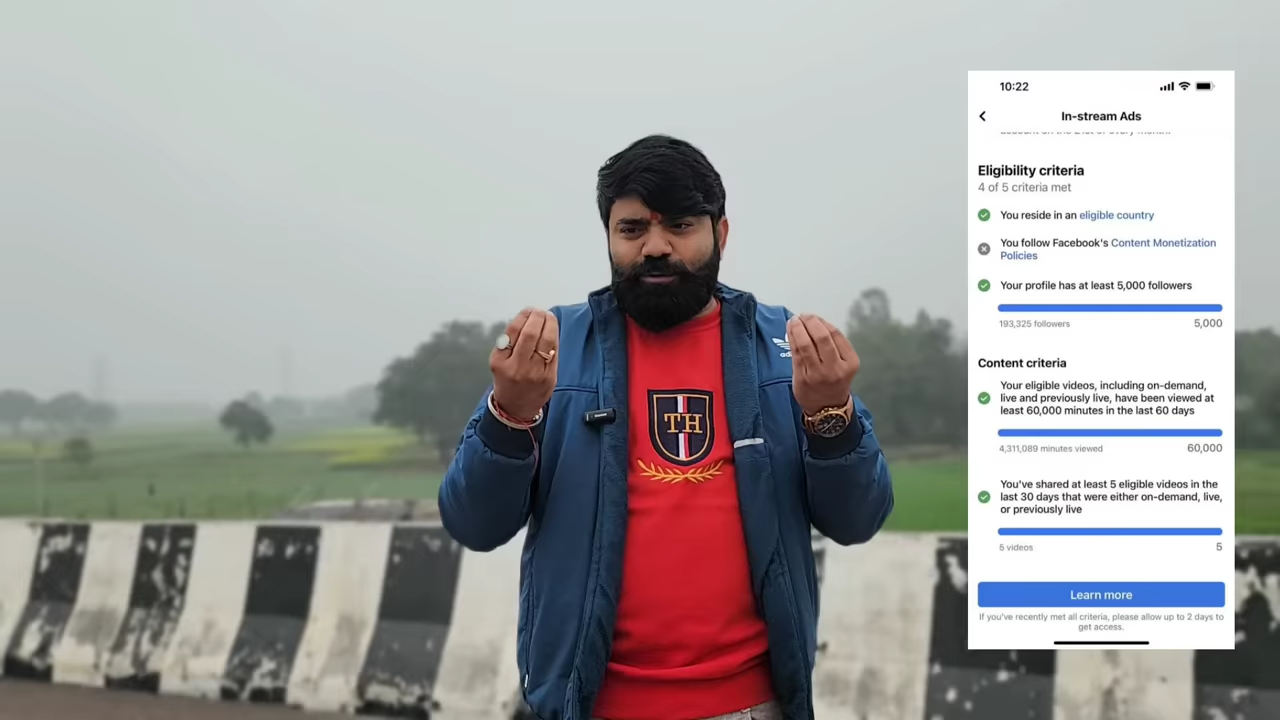 10:22
In-stream Ads
Eligibility criteria
4 of 5 criteria met
You reside in an eligible country
You follow Facebook's Content Monetization
Policies
Your profile has at least 5,000 followers
193,325 followers 5,000
Content criteria
Your eligible videos, including on-demand,
live and previously live, have been viewed at
least 60,000 minutes in the last 60 days
4,311,089 minutes viewed 60,000
You've shared at least 5 eligible videos in the
last 30 days that were either on-demand, live,
or previously live
5 videos 5
Learn more
If you've recently met all criteria, please allow up to 2 days to
get access.
TH